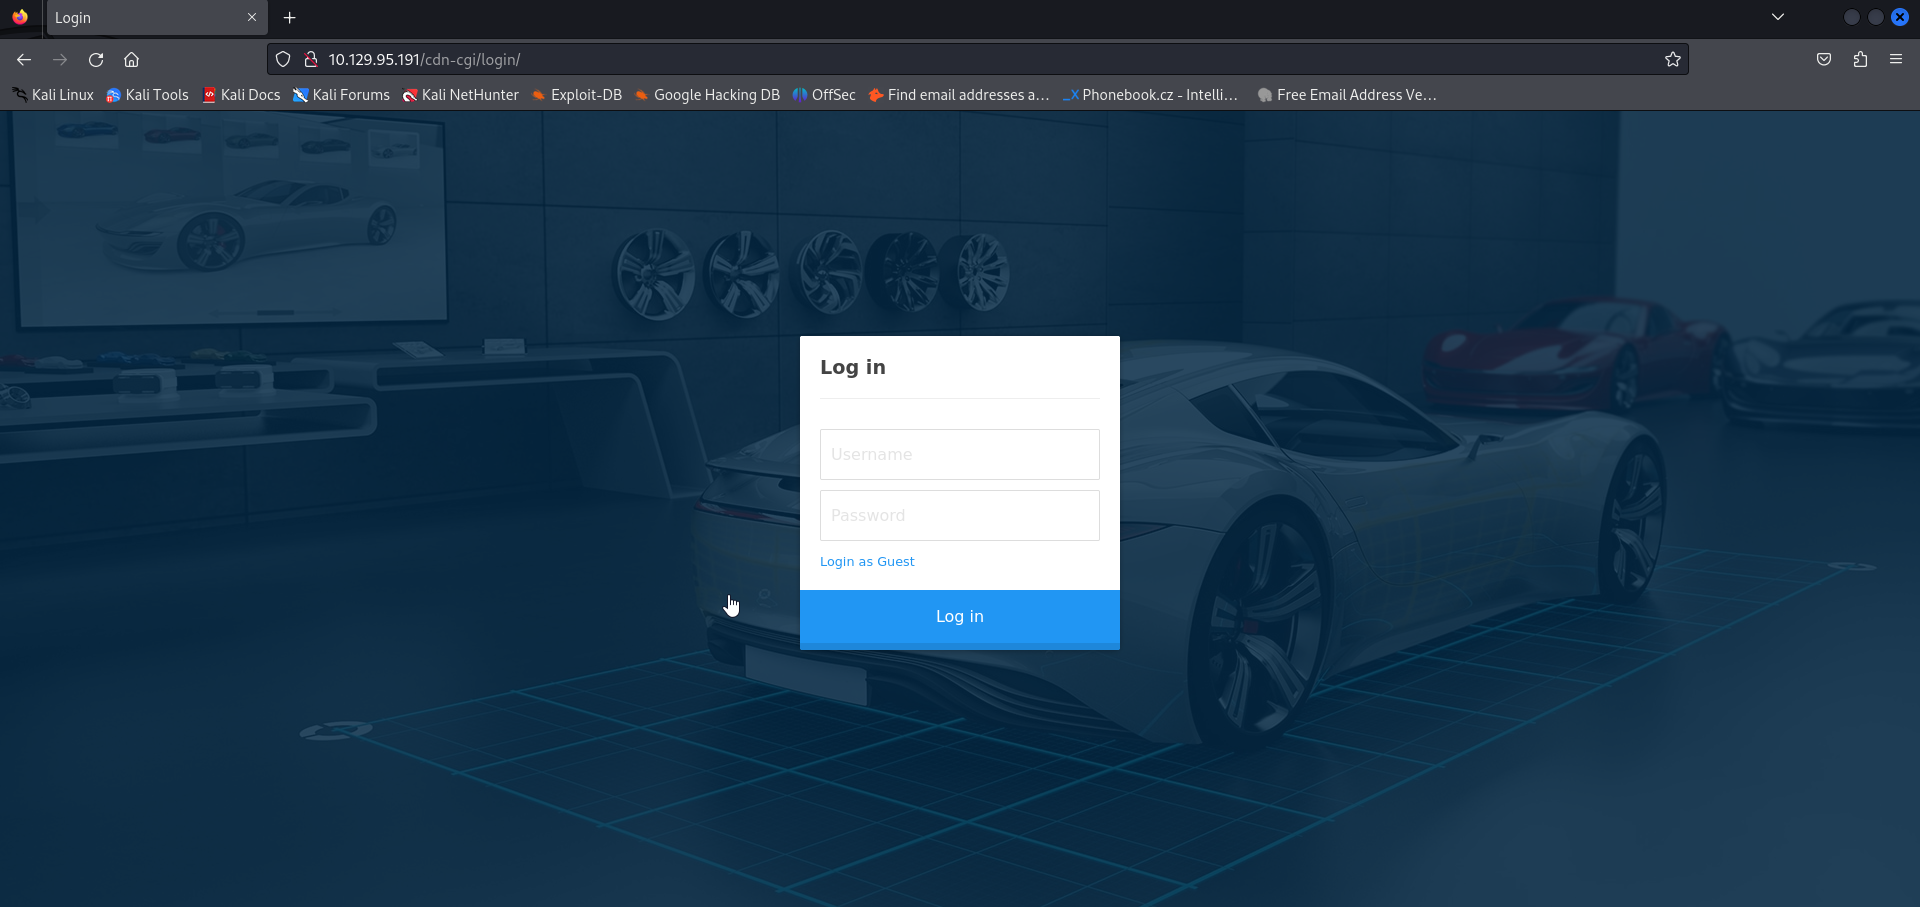 Login
10.129.95.191/cdn-cgi/login/
Kali Linux Kali Tools Kali Docs Kali Forums Kali NetHunter Exploit-DB Google Hacking DB OffSec Find email addresses a... _X Phonebook.cz - Intelli... Free Email Address Ve...
Log in
Username
Password
Login as Guest
Log in